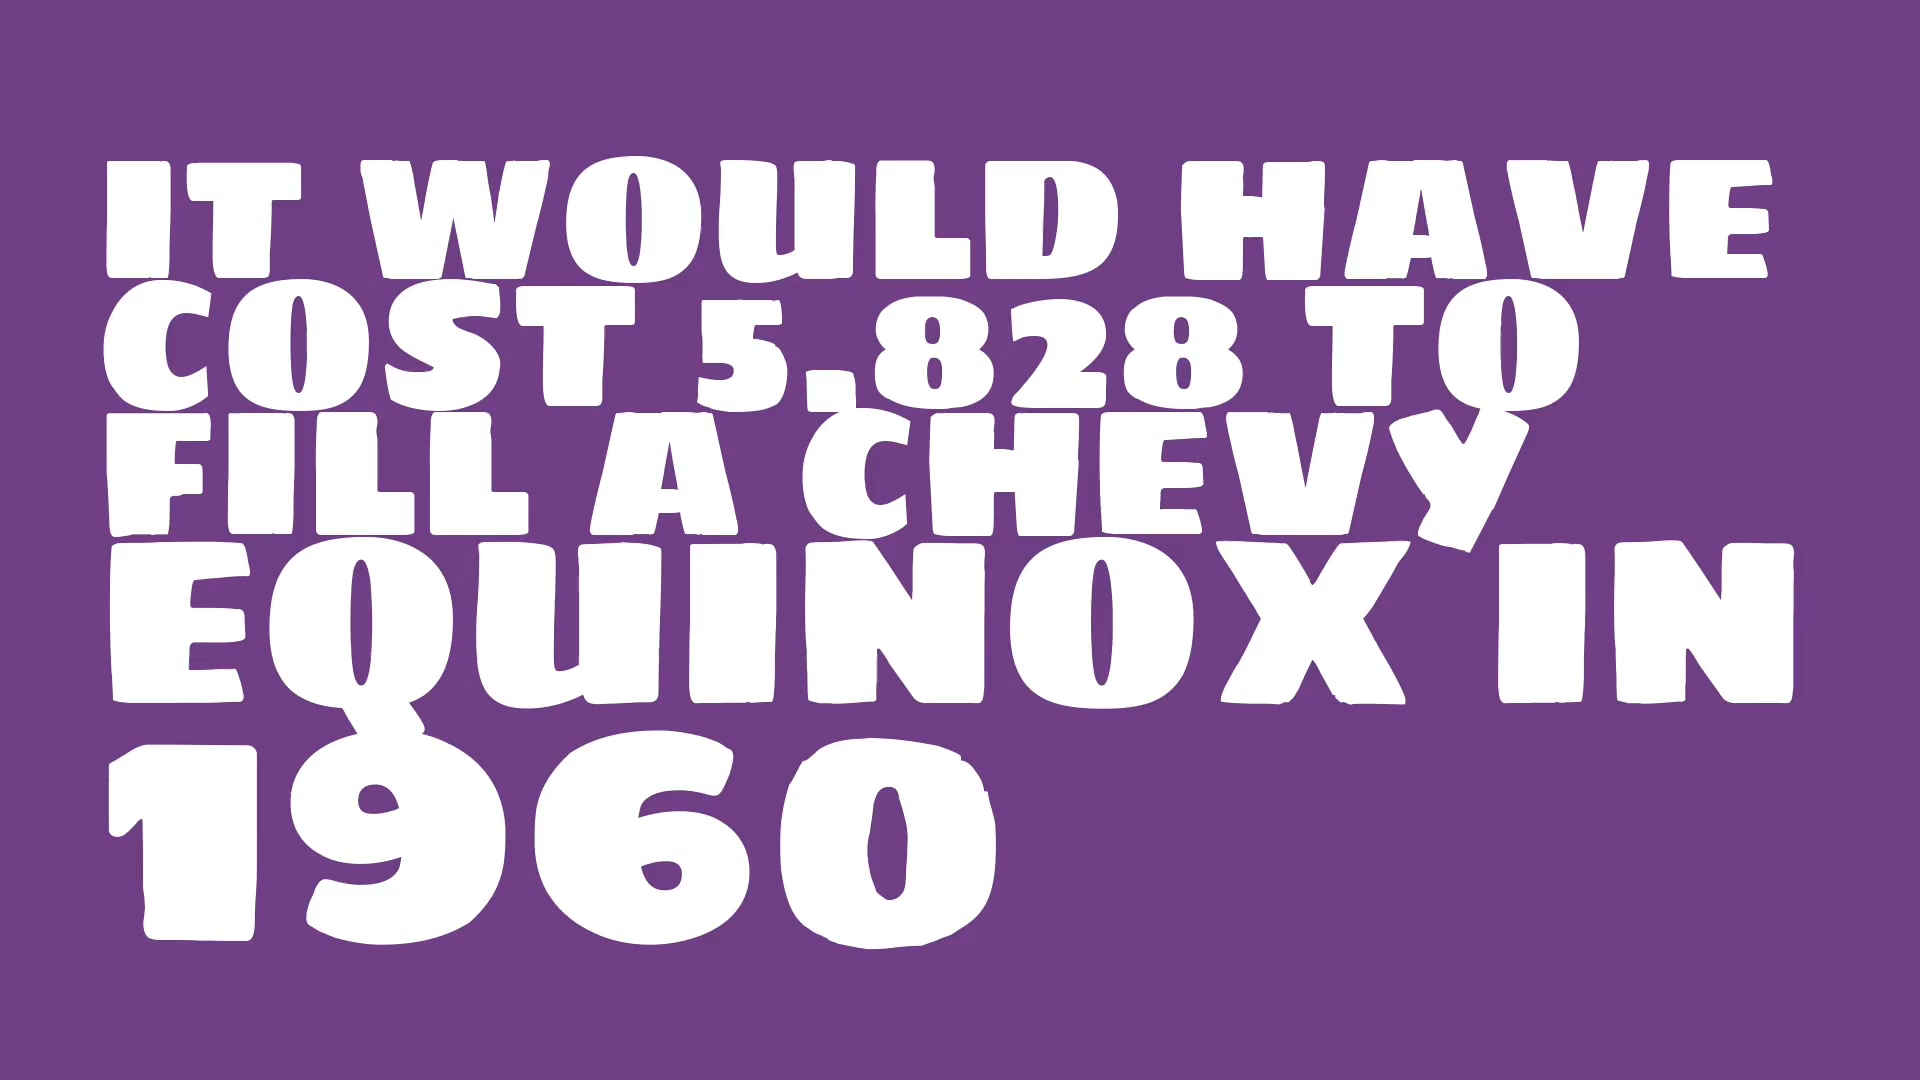 IT WOULD HAVE
COST 5,828 TO
FILL A CHEVY
EQUINOX IN
1960